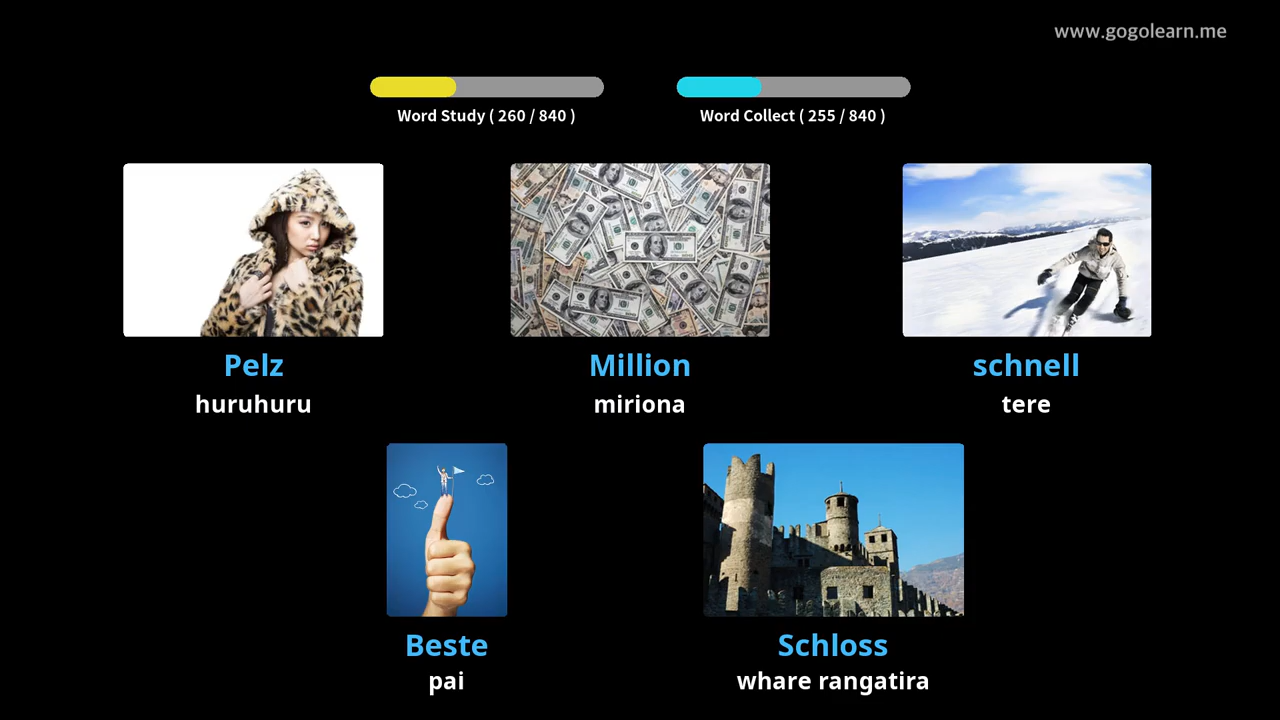 www.gogolearn.me
Word Study ( 260 / 840 )
Word Collect ( 255 / 840 )
Pelz
huruhuru
Million
miriona
schnell
tere
Beste
pai
Schloss
whare rangatira